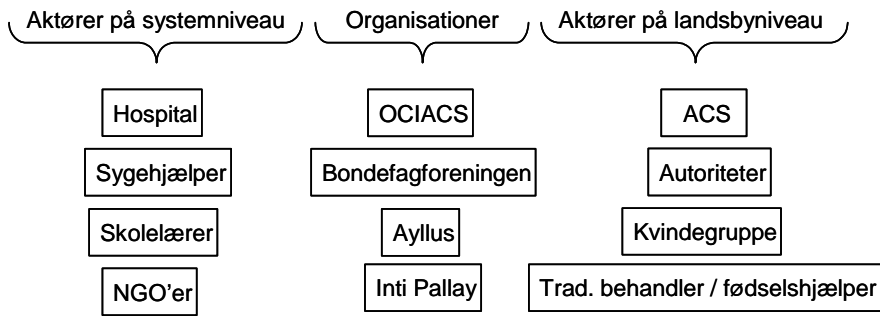 Aktører på systemniveau
Organisationer
Aktører på landsbyniveau
Hospital
OCIACS
ACS
Sygehjælper
Bondefagforeningen
Autoriteter
Skolelærer
Ayllus
Kvindegruppe
NGO’er
Inti Pallay
Trad. behandler / fødselshjælper